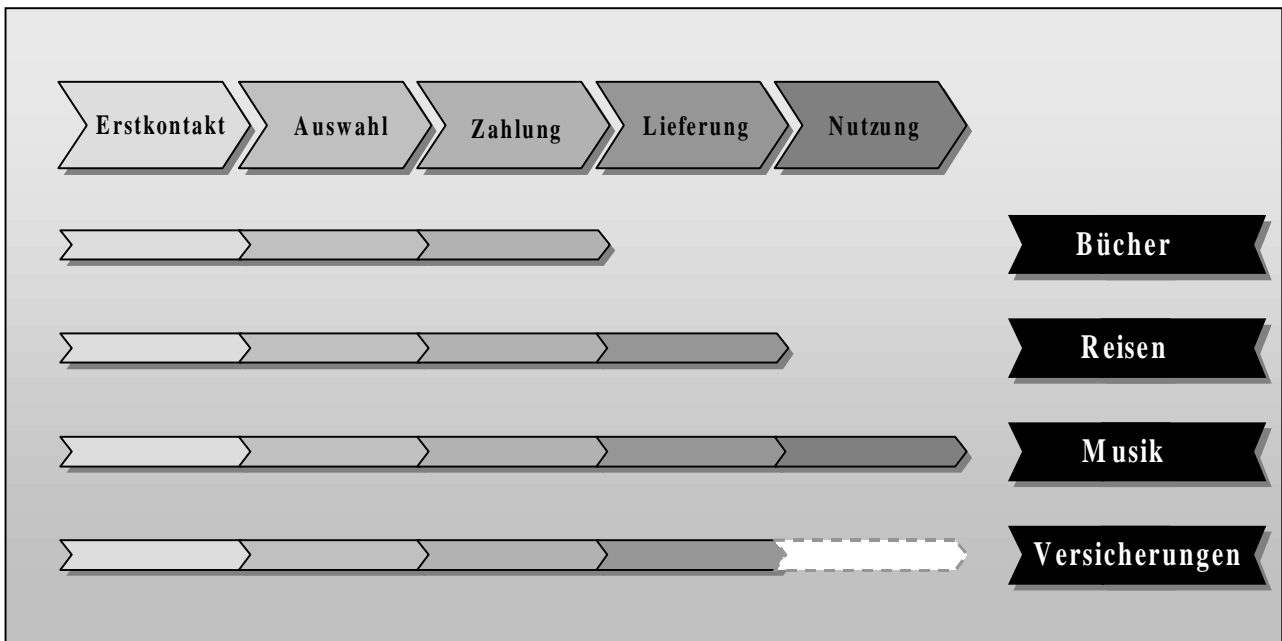 Erstkontakt Auswahl Zahlung Lieferung Nutzung
Bücher
Reisen
Musik
Versicherungen